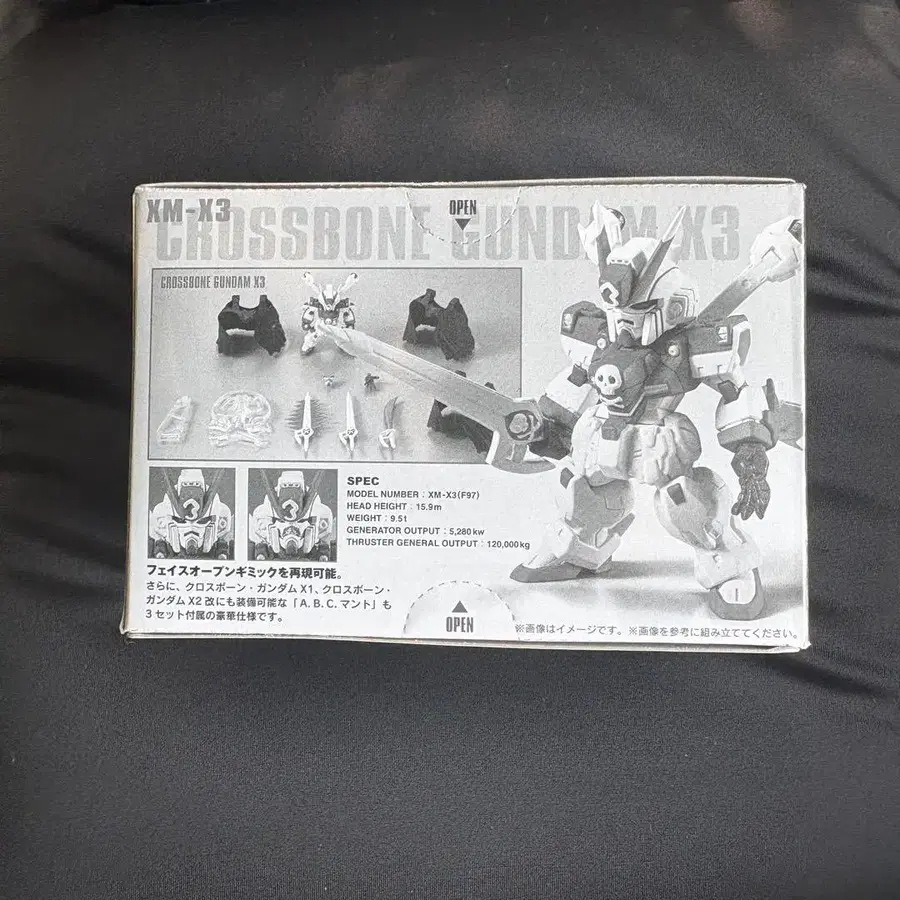 XM-X3
CROSSBONE GUNDAM X3
OPEN
CROSSBONE GUNDAM X3
SPEC
MODEL NUMBER : XM-X3(F97)
HEAD HEIGHT : 15.9m
WEIGHT : 9.51
GENERATOR OUTPUT : 5,280kw
THRUSTER GENERAL OUTPUT : 120,000kg
フェイスオープンギミックを再現可能。
さらに、クロスボーン・ガンダムX1、クロスボーン・
ガンダムX2 改にも装備可能な「A.B.C.マント」も
3セット付属の豪華仕様です。
OPEN
※画像はイメージです。※画像を参考に組み立ててください。